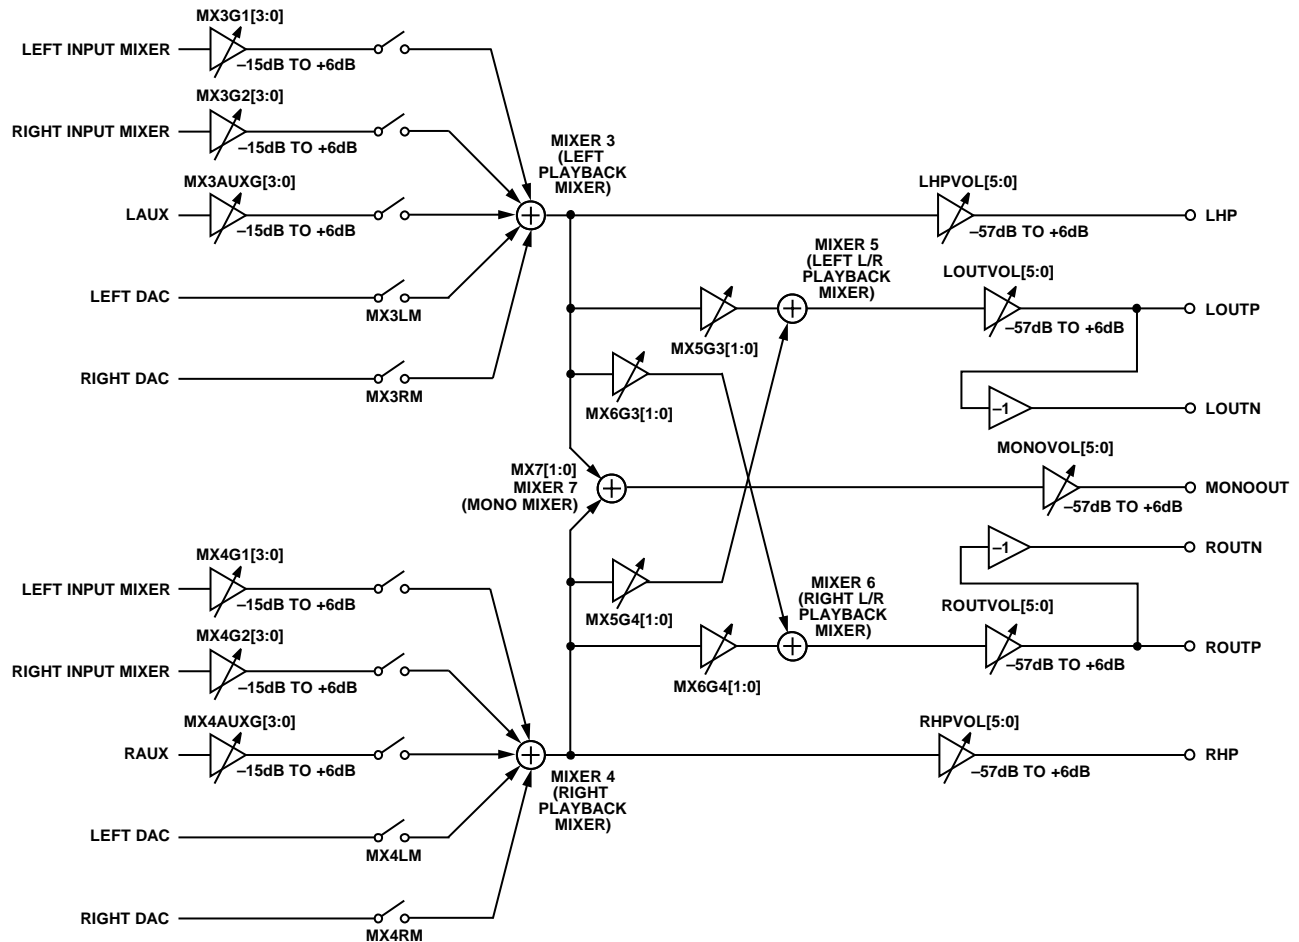 MX3G1[3:0]
LEFT INPUT MIXER
–15dB TO +6dB
MX3G2[3:0]
RIGHT INPUT MIXER
–15dB TO +6dB
MX3AUXG[3:0]
LAUX
–15dB TO +6dB
LEFT DAC
MX3LM
RIGHT DAC
MX3RM
MIXER 3
(LEFT
PLAYBACK
MIXER)
LHPVOL[5:0]
–57dB TO +6dB
LHP
MIXER 5
(LEFT L/R
PLAYBACK
MIXER)
LOUTVOL[5:0]
–57dB TO +6dB
LOUTP
MX5G3[1:0]
MX6G3[1:0]
–1
LOUTN
MX7[1:0]
MIXER 7
(MONO MIXER)
MONOVOL[5:0]
–57dB TO +6dB
MONOOUT
–1
ROUTN
MX5G4[1:0]
MIXER 6
(RIGHT L/R
PLAYBACK
MIXER)
ROUTVOL[5:0]
–57dB TO +6dB
ROUTP
MX6G4[1:0]
MX4G1[3:0]
LEFT INPUT MIXER
–15dB TO +6dB
MX4G2[3:0]
RIGHT INPUT MIXER
–15dB TO +6dB
MX4AUXG[3:0]
RAUX
–15dB TO +6dB
RHPVOL[5:0]
–57dB TO +6dB
RHP
MIXER 4
(RIGHT
PLAYBACK
MIXER)
LEFT DAC
MX4LM
RIGHT DAC
MX4RM